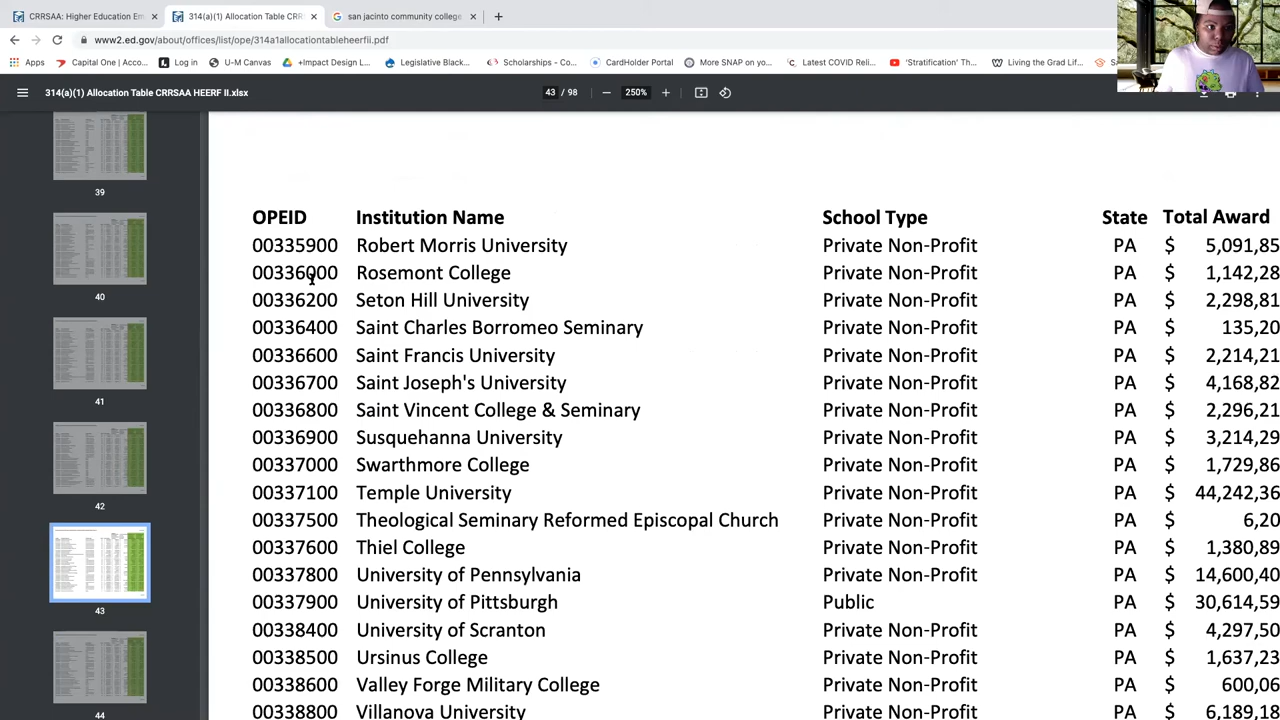 CRRSAA: Higher Education Em
314(a)(1) Allocation Table CRR
san jacinto community college
www2.ed.gov/about/offices/list/ope/314a1allocationtableheerfii.pdf
Apps
Capital One | Acco...
Log in
U-M Canvas
+Impact Design L...
Legislative Black...
Scholarships - Co...
CardHolder Portal
More SNAP on yo...
Latest COVID Reli...
'Stratification' Th...
Living the Grad Lif...
314(a)(1) Allocation Table CRRSAA HEERF II.xlsx
43 / 98
250%
39
40
41
42
43
44
OPEID Institution Name School Type State Total Award
00335900 Robert Morris University Private Non-Profit PA $ 5,091,85
00336000 Rosemont College Private Non-Profit PA $ 1,142,28
00336200 Seton Hill University Private Non-Profit PA $ 2,298,81
00336400 Saint Charles Borromeo Seminary Private Non-Profit PA $ 135,20
00336600 Saint Francis University Private Non-Profit PA $ 2,214,21
00336700 Saint Joseph's University Private Non-Profit PA $ 4,168,82
00336800 Saint Vincent College & Seminary Private Non-Profit PA $ 2,296,21
00336900 Susquehanna University Private Non-Profit PA $ 3,214,29
00337000 Swarthmore College Private Non-Profit PA $ 1,729,86
00337100 Temple University Private Non-Profit PA $ 44,242,36
00337500 Theological Seminary Reformed Episcopal Church Private Non-Profit PA $ 6,20
00337600 Thiel College Private Non-Profit PA $ 1,380,89
00337800 University of Pennsylvania Private Non-Profit PA $ 14,600,40
00337900 University of Pittsburgh Public PA $ 30,614,59
00338400 University of Scranton Private Non-Profit PA $ 4,297,50
00338500 Ursinus College Private Non-Profit PA $ 1,637,23
00338600 Valley Forge Military College Private Non-Profit PA $ 600,06
00338800 Villanova University Private Non-Profit PA $ 6,189,18